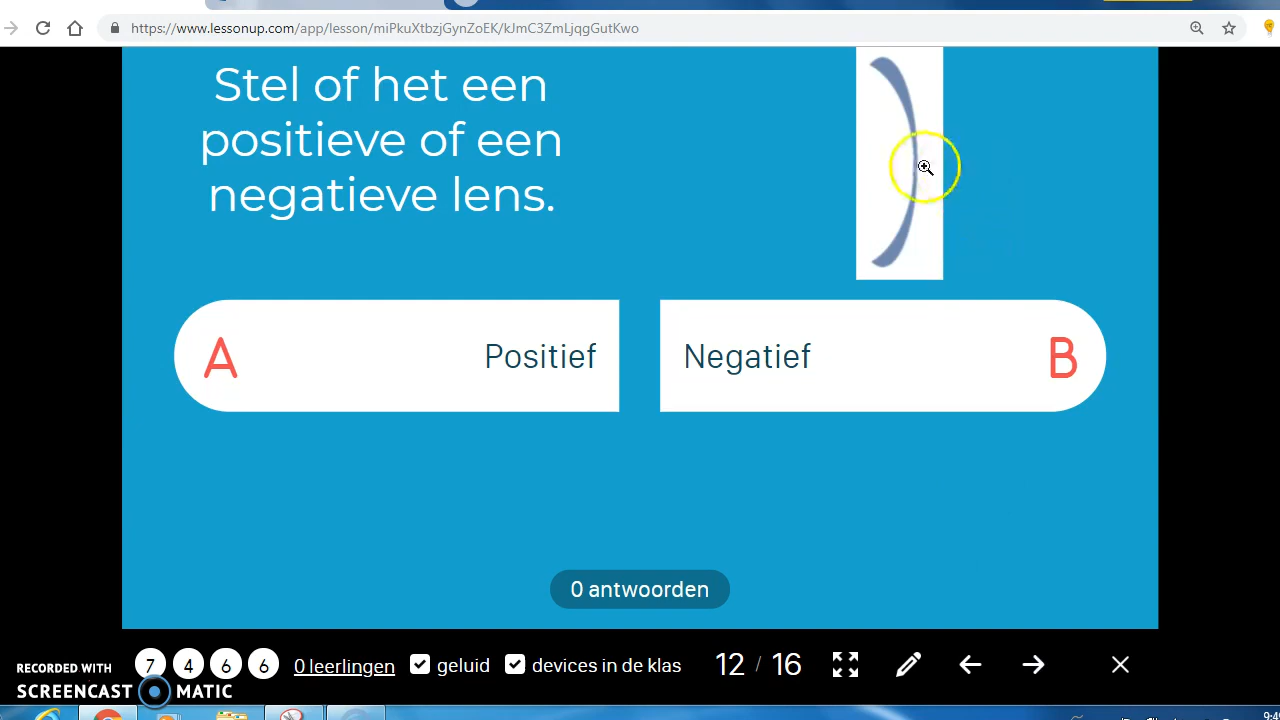 https://www.lessonup.com/app/lesson/miPkuXtbzjGynZoEK/kJmC3ZmLjqgGutKwo
Stel of het een
positieve of een
negatieve lens.
A Positief
Negatief B
0 antwoorden
RECORDED WITH
SCREENCAST MATIC
7 4 6 6 0 leerlingen geluid devices in de klas 12 / 16